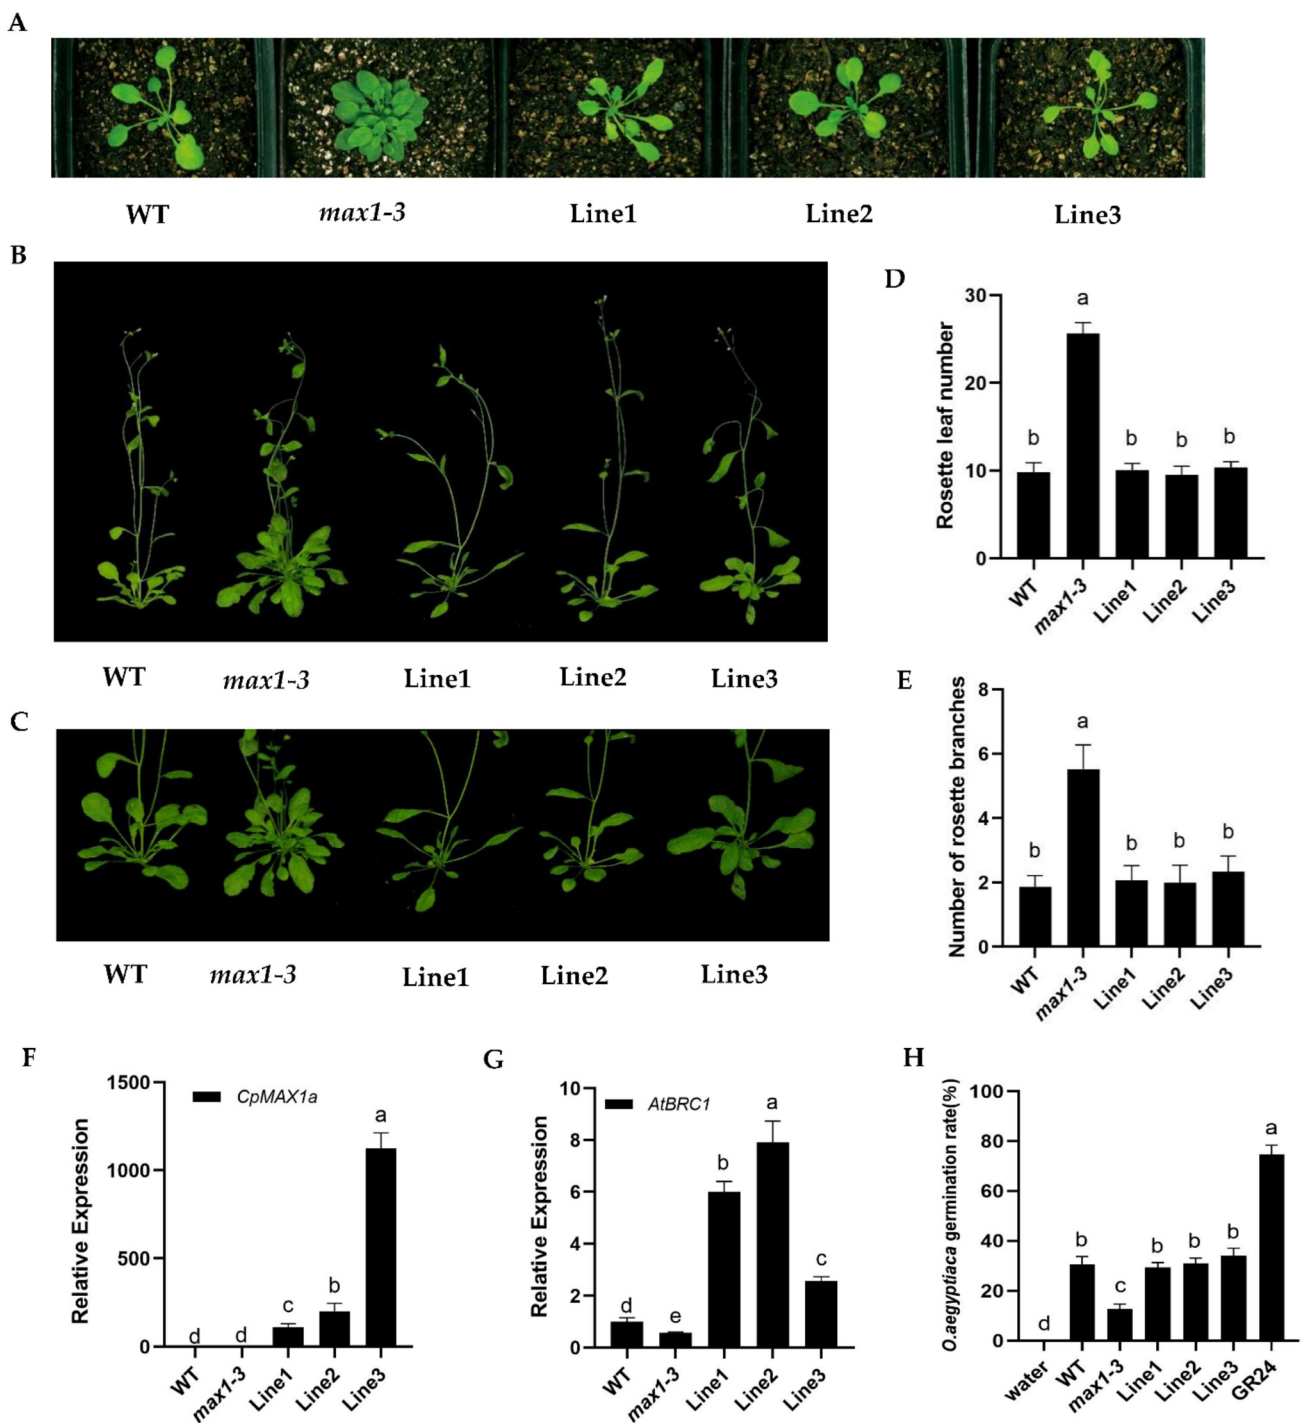 A
WT max1-3 Line1 Line2 Line3
B
WT max1-3 Line1 Line2 Line3
C
WT max1-3 Line1 Line2 Line3
D
Rosette leaf number
30
20
10
0
b a b b b
WT max1-3 Line1 Line2 Line3
E
Number of rosette branches
8
6
4
2
0
b a b b b
WT max1-3 Line1 Line2 Line3
F
Relative Expression
CpMAX1a
1500
1000
500
0
d d c b a
WT max1-3 Line1 Line2 Line3
G
Relative Expression
AtBRC1
10
8
6
4
2
0
d e b a c
WT max1-3 Line1 Line2 Line3
H
O.aegyptiaca germination rate(%)
100
80
60
40
20
0
d b c b b b a
water WT max1-3 Line1 Line2 Line3 GR24